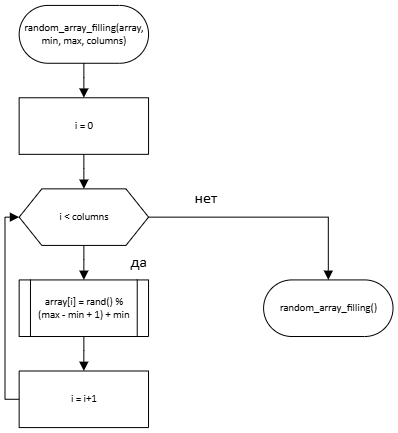 random_array_filling(array,
min, max, columns)
i = 0
i < columns
нет
да
array[i] = rand() %
(max - min + 1) + min
random_array_filling()
i = i+1